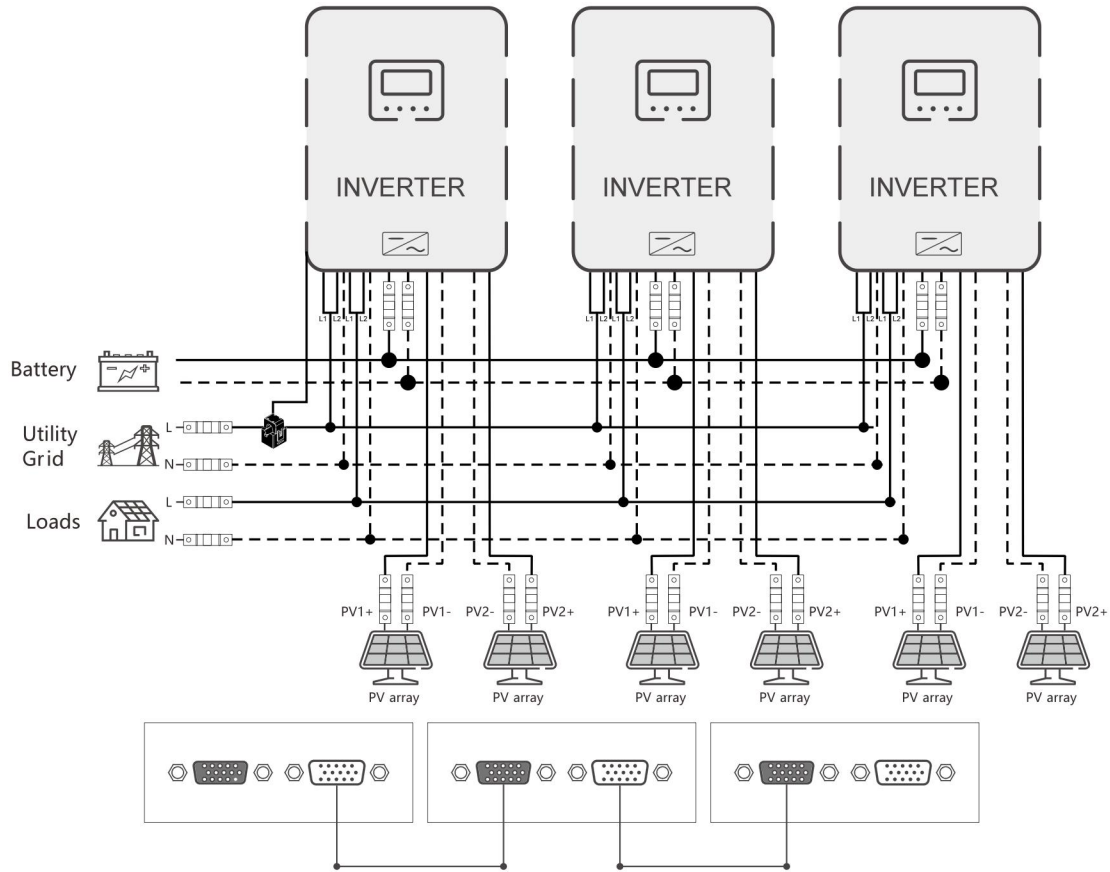 INVERTER INVERTER INVERTER
L1 L2 L1 L2 L1 L2 L1 L2 L1 L2 L1 L2
Battery
Utility
Grid
L
N
Loads
L
N
PV1+ PV1- PV2- PV2+ PV1+ PV1- PV2- PV2+ PV1+ PV1- PV2- PV2+
PV array PV array PV array PV array PV array PV array